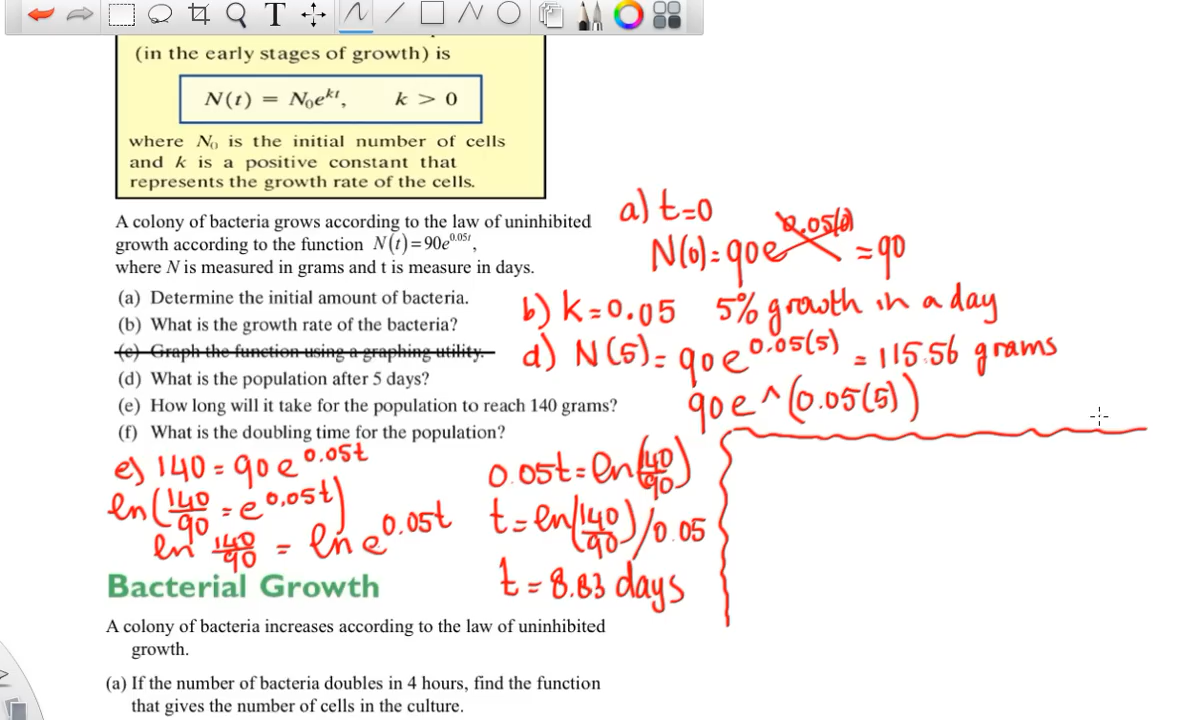 (in the early stages of growth) is
N(t) = N₀eᵏᵗ, k > 0
where N₀ is the initial number of cells
and k is a positive constant that
represents the growth rate of the cells.
A colony of bacteria grows according to the law of uninhibited
growth according to the function N(t)=90e^0.05t,
where N is measured in grams and t is measure in days.
(a) Determine the initial amount of bacteria.
(b) What is the growth rate of the bacteria?
(c) Graph the function using a graphing utility.
(d) What is the population after 5 days?
(e) How long will it take for the population to reach 140 grams?
(f) What is the doubling time for the population?
a) t=0
N(0)=90e^0.05(0) =90
b) k=0.05 5% growth in a day
d) N(5)=90e^0.05(5) = 115.56 grams
90e^(0.05(5))
e) 140=90e^0.05t
ln(140/90 = e^0.05t)
ln 140/90 = ln e^0.05t
0.05t=ln(140/90)
t=ln(140/90)/0.05
t=8.83 days
Bacterial Growth
A colony of bacteria increases according to the law of uninhibited
growth.
(a) If the number of bacteria doubles in 4 hours, find the function
that gives the number of cells in the culture.